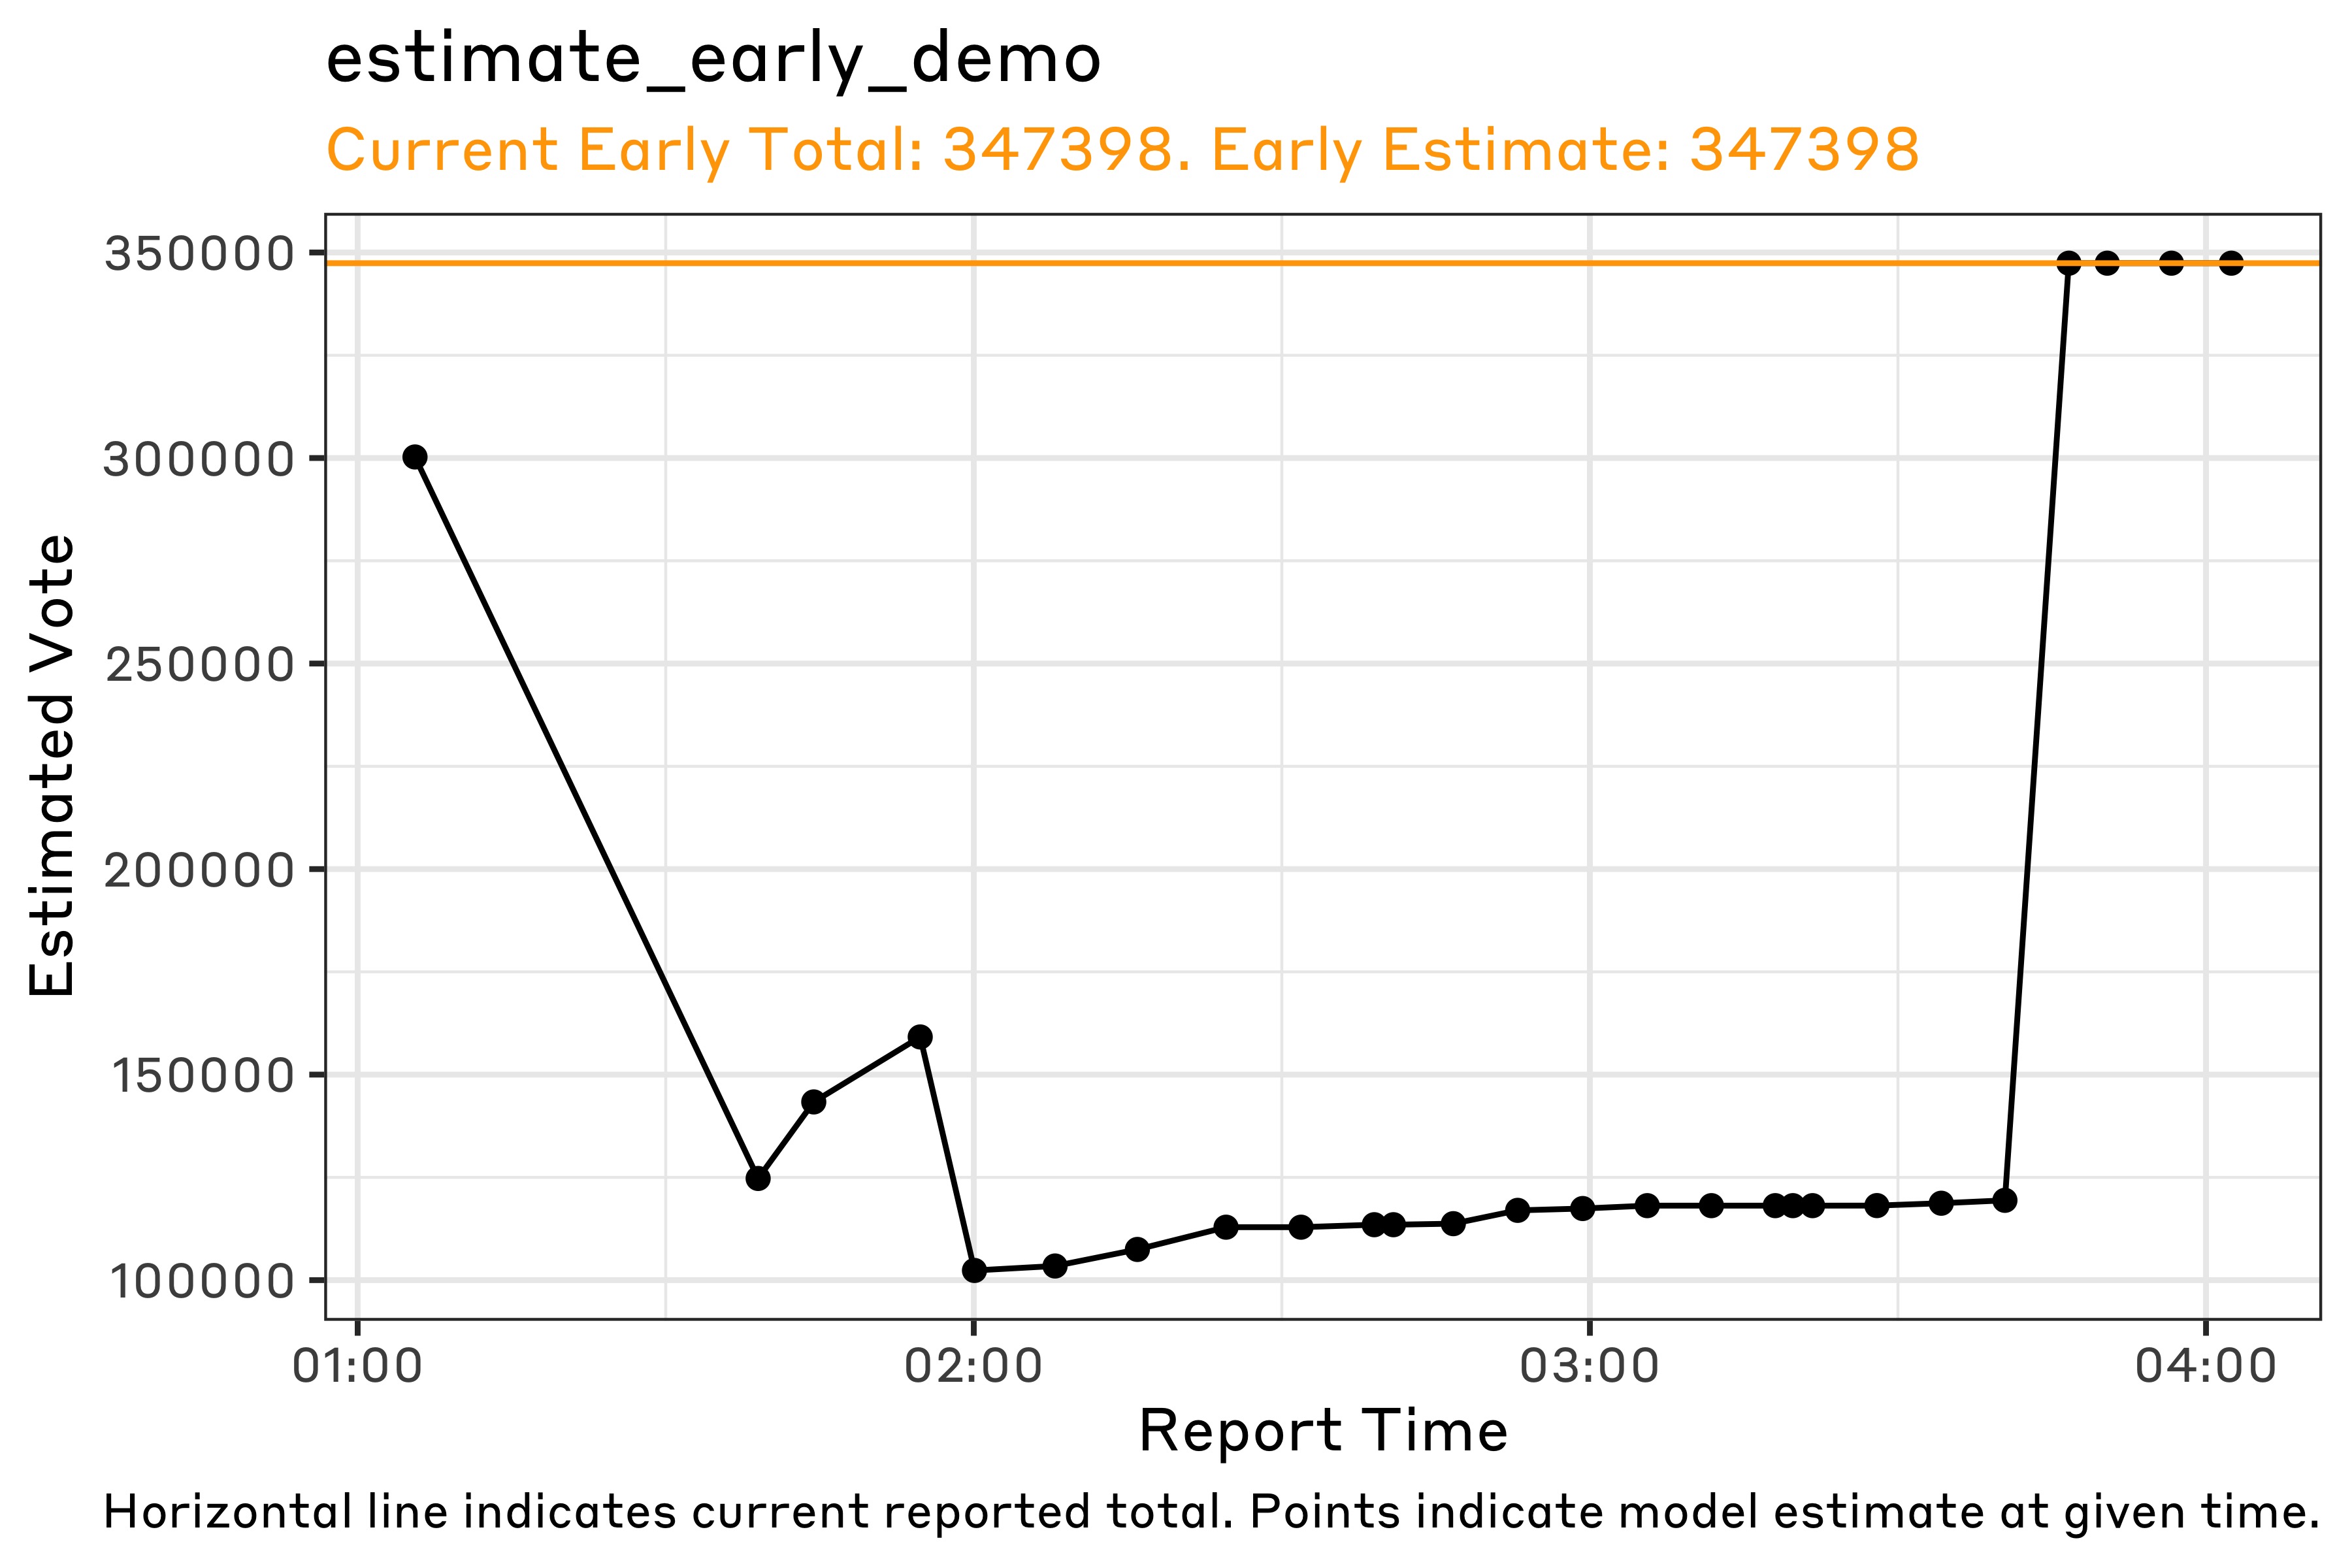 estimate_early_demo
Current Early Total: 347398. Early Estimate: 347398
350000
300000
250000
200000
150000
100000
Estimated Vote
01:00 02:00 03:00 04:00
Report Time
Horizontal line indicates current reported total. Points indicate model estimate at given time.